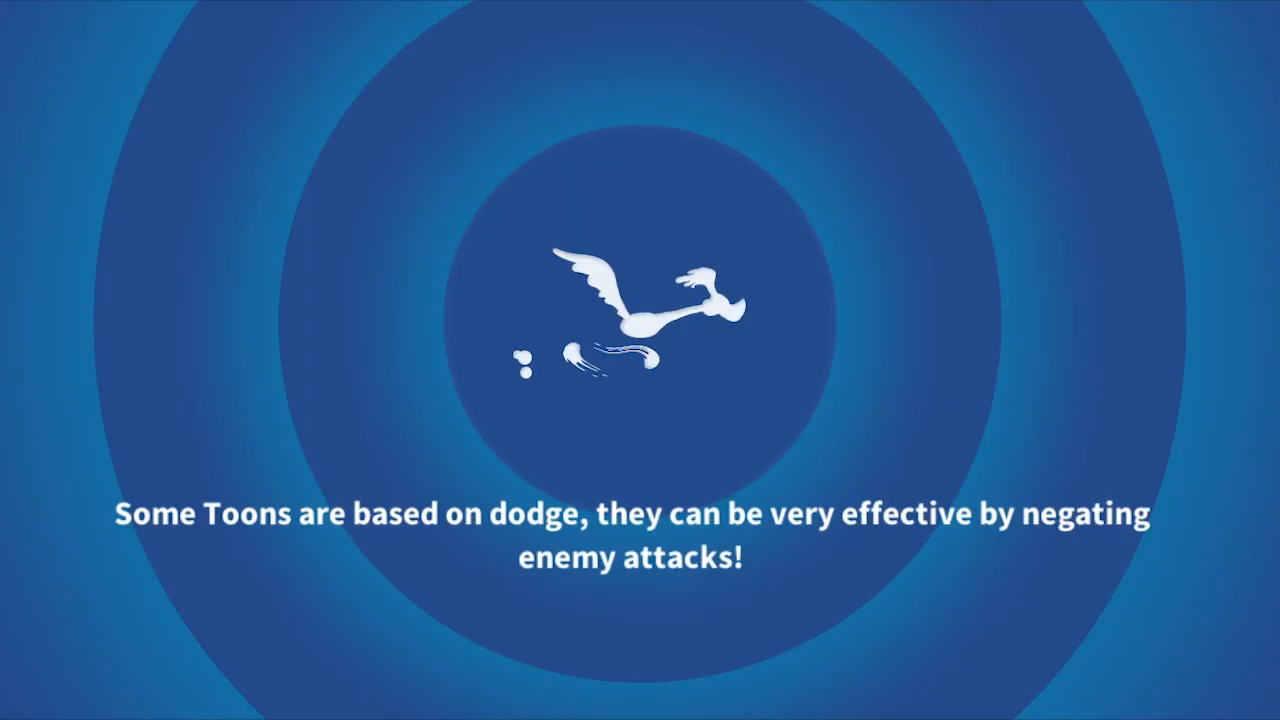 Some Toons are based on dodge, they can be very effective by negating
enemy attacks!